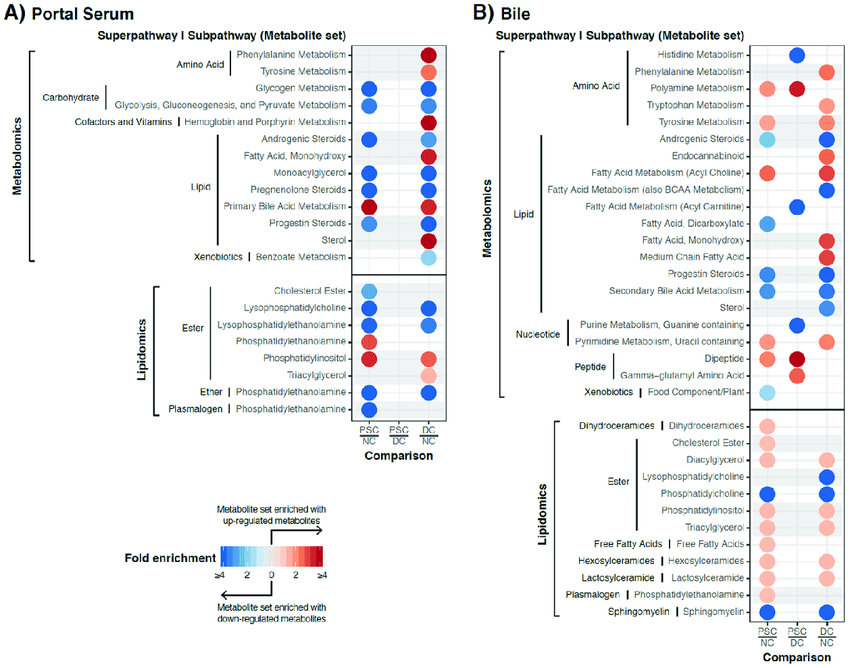 A) Portal Serum
Superpathway I Subpathway (Metabolite set)
Metabolomics
Amino Acid
Phenylalanine Metabolism
Tyrosine Metabolism
Carbohydrate
Glycogen Metabolism
Glycolysis, Gluconeogenesis, and Pyruvate Metabolism
Cofactors and Vitamins
Hemoglobin and Porphyrin Metabolism
Lipid
Androgenic Steroids
Fatty Acid, Monohydroxy
Monoacylglycerol
Pregnenolone Steroids
Primary Bile Acid Metabolism
Progestin Steroids
Sterol
Xenobiotics
Benzoate Metabolism
Lipidomics
Ester
Cholesterol Ester
Lysophosphatidylcholine
Lysophosphatidylethanolamine
Phosphatidylethanolamine
Phosphatidylinositol
Triacylglycerol
Ether
Phosphatidylethanolamine
Plasmalogen
Phosphatidylethanolamine
PSC PSC DC
NC DC NC
Comparison
Metabolite set enriched with
up-regulated metabolites
Fold enrichment
≥4 2 0 2 ≥4
Metabolite set enriched with
down-regulated metabolites
B) Bile
Superpathway I Subpathway (Metabolite set)
Metabolomics
Amino Acid
Histidine Metabolism
Phenylalanine Metabolism
Polyamine Metabolism
Tryptophan Metabolism
Tyrosine Metabolism
Lipid
Androgenic Steroids
Endocannabinoid
Fatty Acid Metabolism (Acyl Choline)
Fatty Acid Metabolism (also BCAA Metabolism)
Fatty Acid Metabolism (Acyl Carnitine)
Fatty Acid, Dicarboxylate
Fatty Acid, Monohydroxy
Medium Chain Fatty Acid
Progestin Steroids
Secondary Bile Acid Metabolism
Sterol
Nucleotide
Purine Metabolism, Guanine containing
Pyrimidine Metabolism, Uracil containing
Peptide
Dipeptide
Gamma-glutamyl Amino Acid
Xenobiotics
Food Component/Plant
Lipidomics
Dihydroceramides
Dihydroceramides
Ester
Cholesterol Ester
Diacylglycerol
Lysophosphatidylcholine
Phosphatidylcholine
Phosphatidylinositol
Triacylglycerol
Free Fatty Acids
Free Fatty Acids
Hexosylceramides
Hexosylceramides
Lactosylceramide
Lactosylceramide
Plasmalogen
Phosphatidylethanolamine
Sphingomyelin
Sphingomyelin
PSC PSC DC
NC DC NC
Comparison